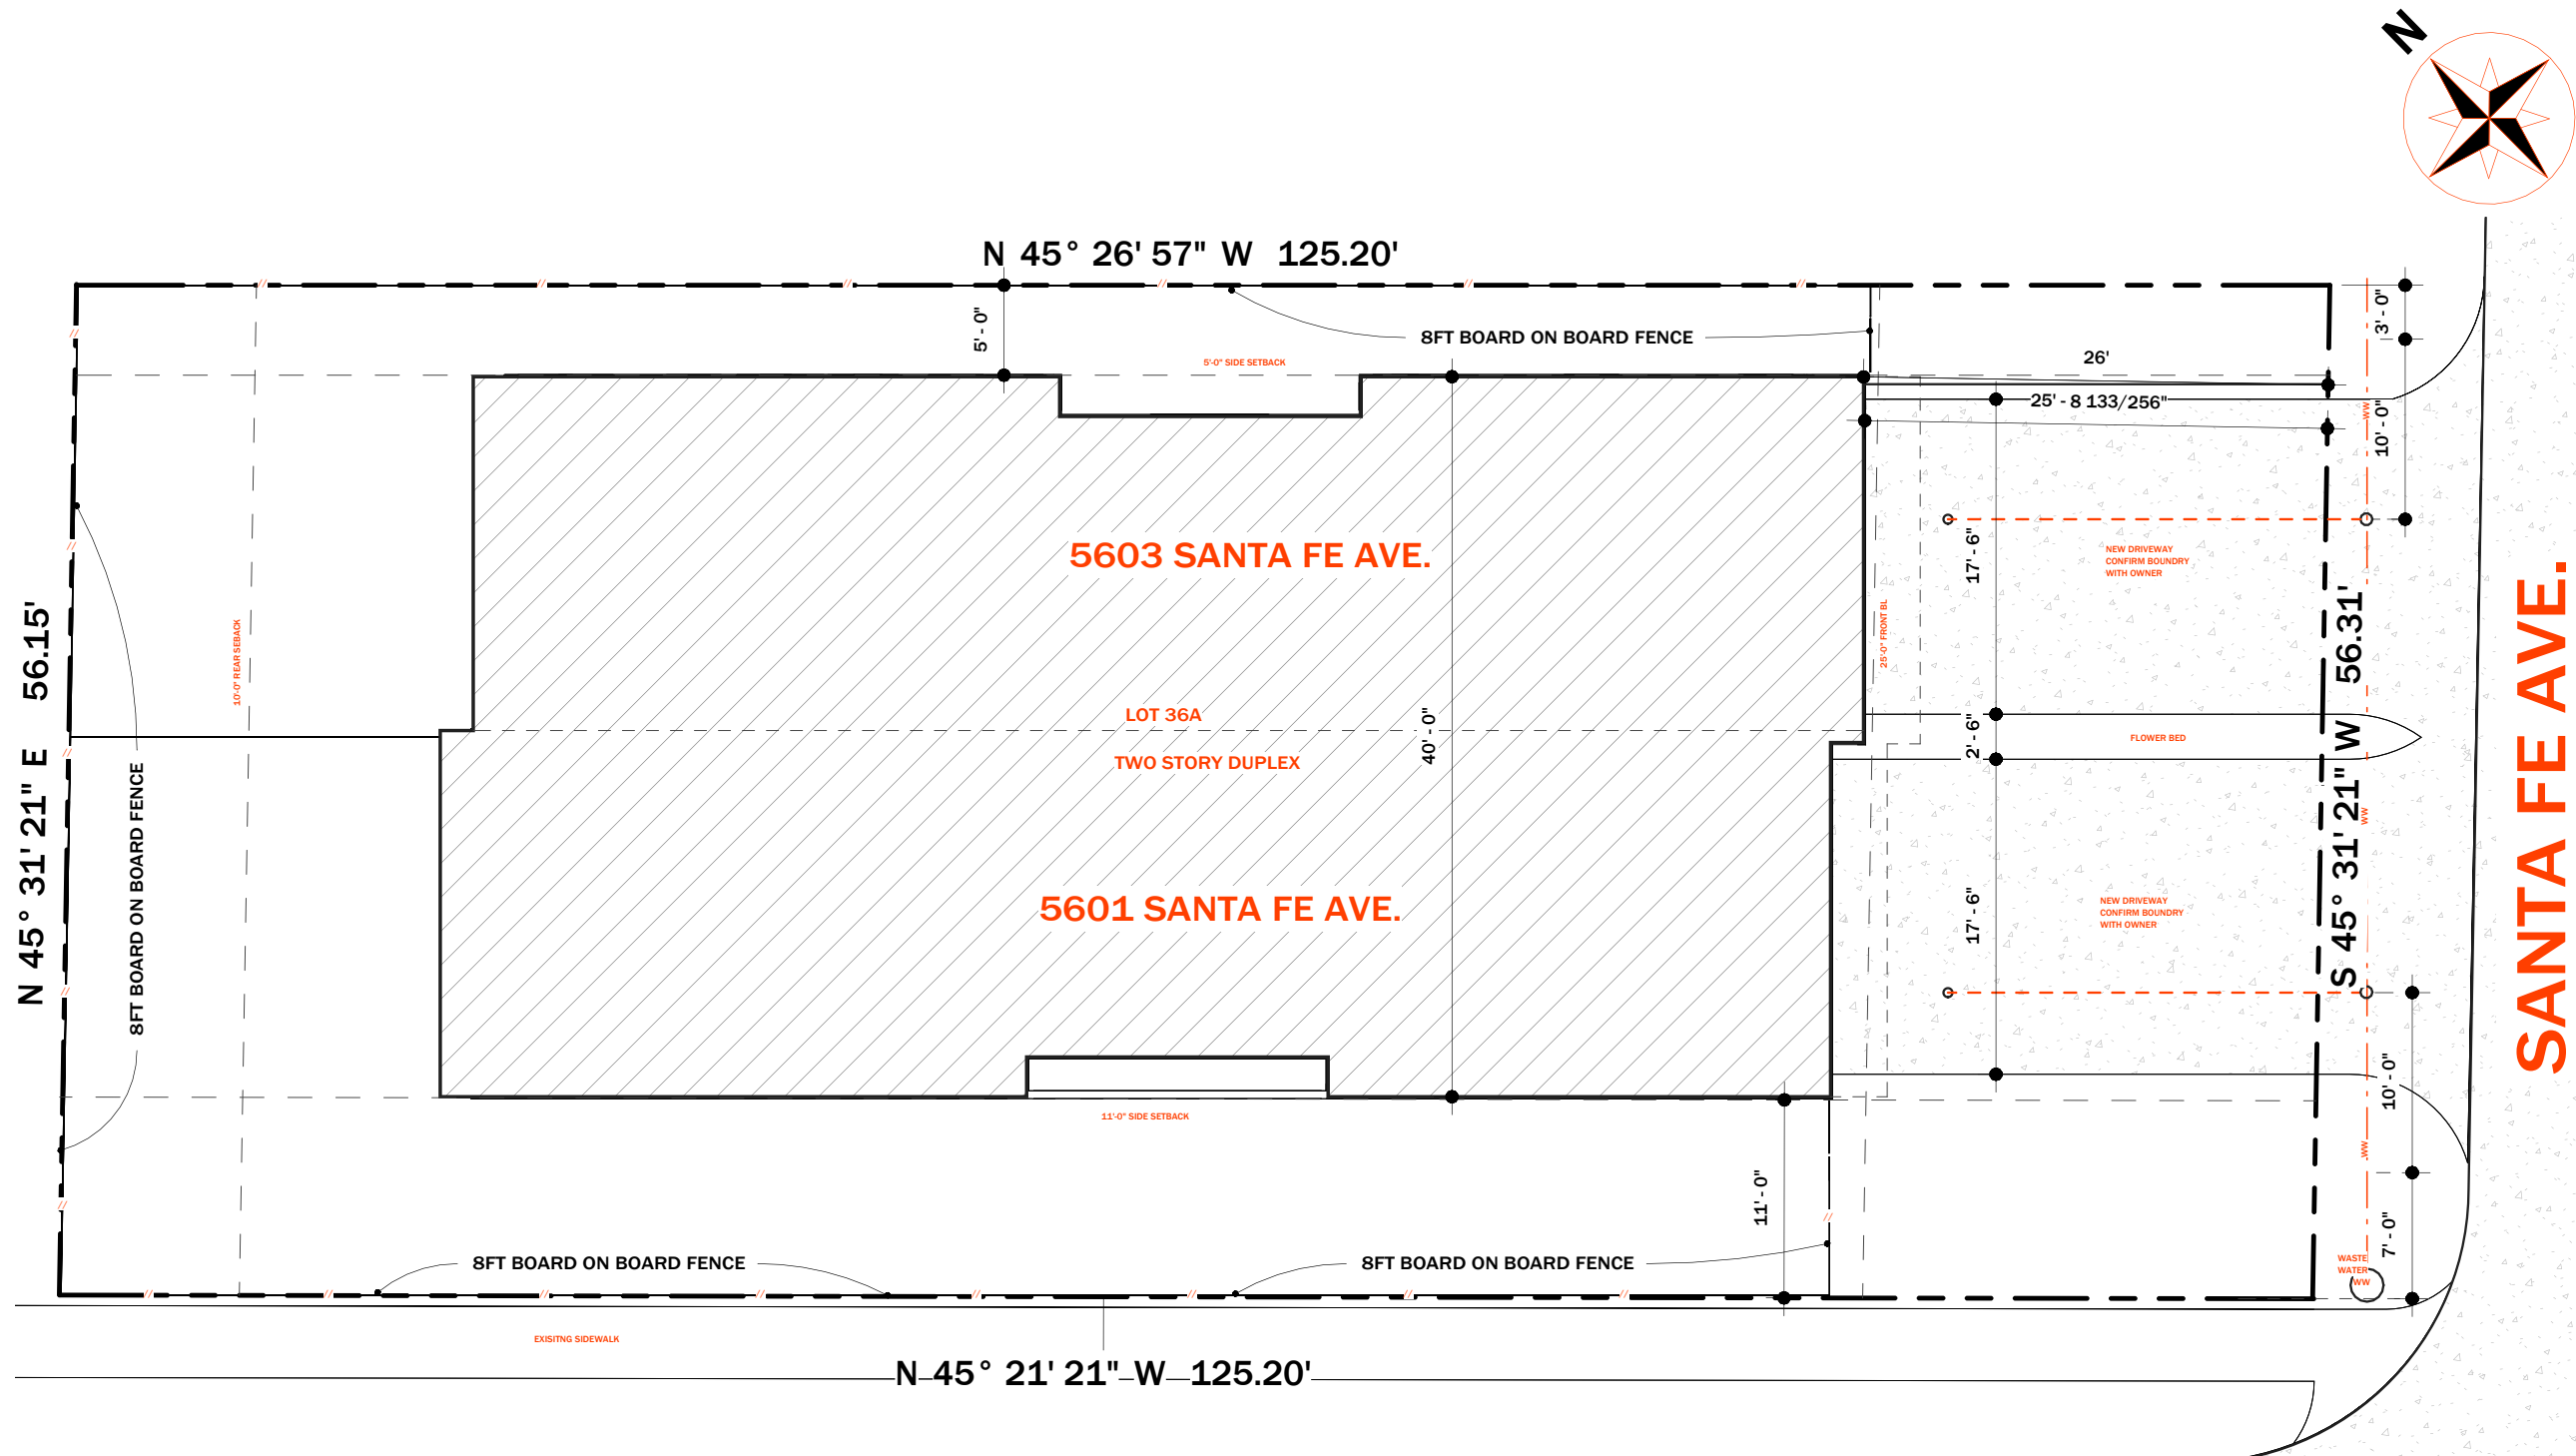 N
N 45° 26' 57" W 125.20'
5' - 0"
8FT BOARD ON BOARD FENCE
5'-0" SIDE SETBACK
3' - 0"
26'
25' - 8 133/256"
WW
10' - 0"
5603 SANTA FE AVE.
17' - 6"
NEW DRIVEWAY
CONFIRM BOUNDRY
WITH OWNER
25'-0" FRONT BL
10'-0" REAR SEBACK
N 45° 31' 21" E 56.15'
8FT BOARD ON BOARD FENCE
LOT 36A
TWO STORY DUPLEX
40' - 0"
2' - 6"
FLOWER BED
S 45° 31' 21" W 56.31'
SANTA FE AVE.
WW
5601 SANTA FE AVE.
17' - 6"
NEW DRIVEWAY
CONFIRM BOUNDRY
WITH OWNER
10' - 0"
11'-0" SIDE SETBACK
WW
11' - 0"
7' - 0"
8FT BOARD ON BOARD FENCE
8FT BOARD ON BOARD FENCE
WASTE
WATER
WW
EXISITNG SIDEWALK
N 45° 21' 21" W 125.20'